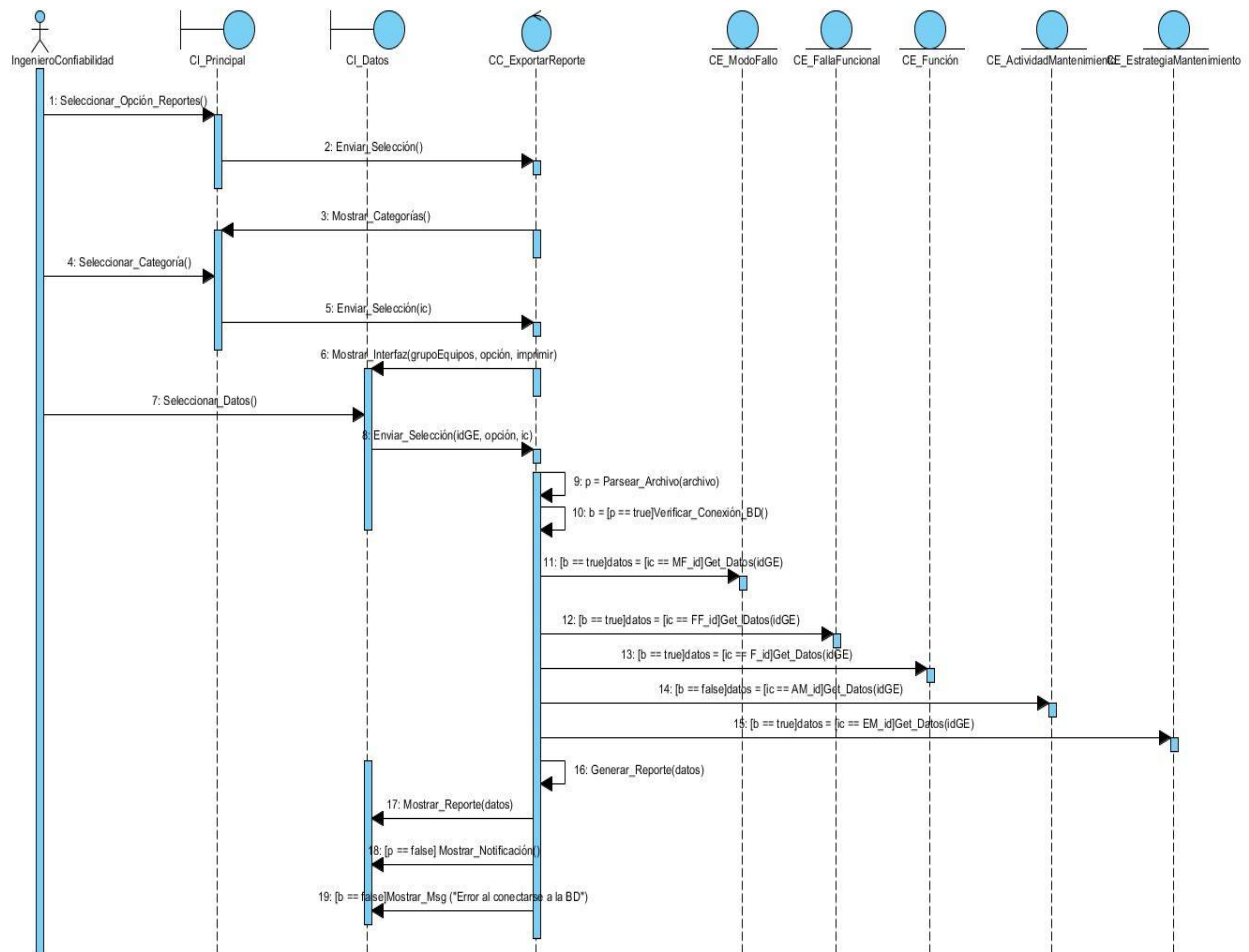 IngenieroConfiabilidad
CI_Principal
CI_Datos
CC_ExportarReporte
CE_ModoFallo
CE_FallaFuncional
CE_Función
CE_ActividadMantenimiento
CE_EstrategiaMantenimiento
1: Seleccionar_Opción_Reportes()
2: Enviar_Selección()
3: Mostrar_Categorías()
4: Seleccionar_Categoría()
5: Enviar_Selección(ic)
6: Mostrar_Interfaz(grupoEquipos, opción, imprimir)
7: Seleccionar_Datos()
8: Enviar_Selección(idGE, opción, ic)
9: p = Parsear_Archivo(archivo)
10: b = [p == true]Verificar_Conexión_BD()
11: [b == true]datos = [ic == MF_id]Get_Datos(idGE)
12: [b == true]datos = [ic == FF_id]Get_Datos(idGE)
13: [b == true]datos = [ic == F_id]Get_Datos(idGE)
14: [b == false]datos = [ic == AM_id]Get_Datos(idGE)
15: [b == true]datos = [ic == EM_id]Get_Datos(idGE)
16: Generar_Reporte(datos)
17: Mostrar_Reporte(datos)
18: [p == false] Mostrar_Notificación()
19: [b == false]Mostrar_Msg ("Error al conectarse a la BD")